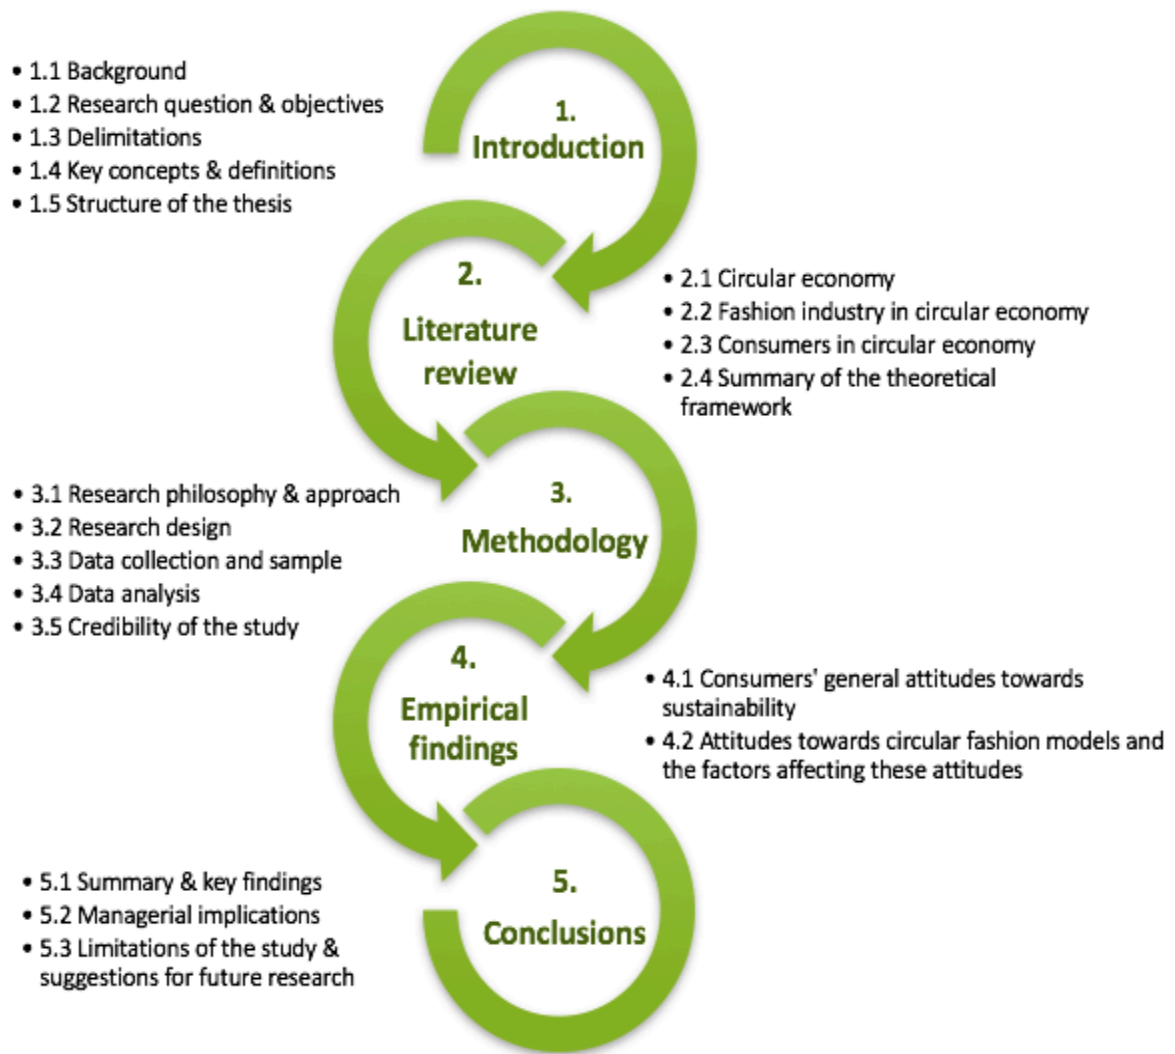 • 1.1 Background
• 1.2 Research question & objectives
• 1.3 Delimitations
• 1.4 Key concepts & definitions
• 1.5 Structure of the thesis
1.
Introduction
2.
Literature
review
• 2.1 Circular economy
• 2.2 Fashion industry in circular economy
• 2.3 Consumers in circular economy
• 2.4 Summary of the theoretical
framework
• 3.1 Research philosophy & approach
• 3.2 Research design
• 3.3 Data collection and sample
• 3.4 Data analysis
• 3.5 Credibility of the study
3.
Methodology
4.
Empirical
findings
• 4.1 Consumers' general attitudes towards
sustainability
• 4.2 Attitudes towards circular fashion models and
the factors affecting these attitudes
• 5.1 Summary & key findings
• 5.2 Managerial implications
• 5.3 Limitations of the study &
suggestions for future research
5.
Conclusions